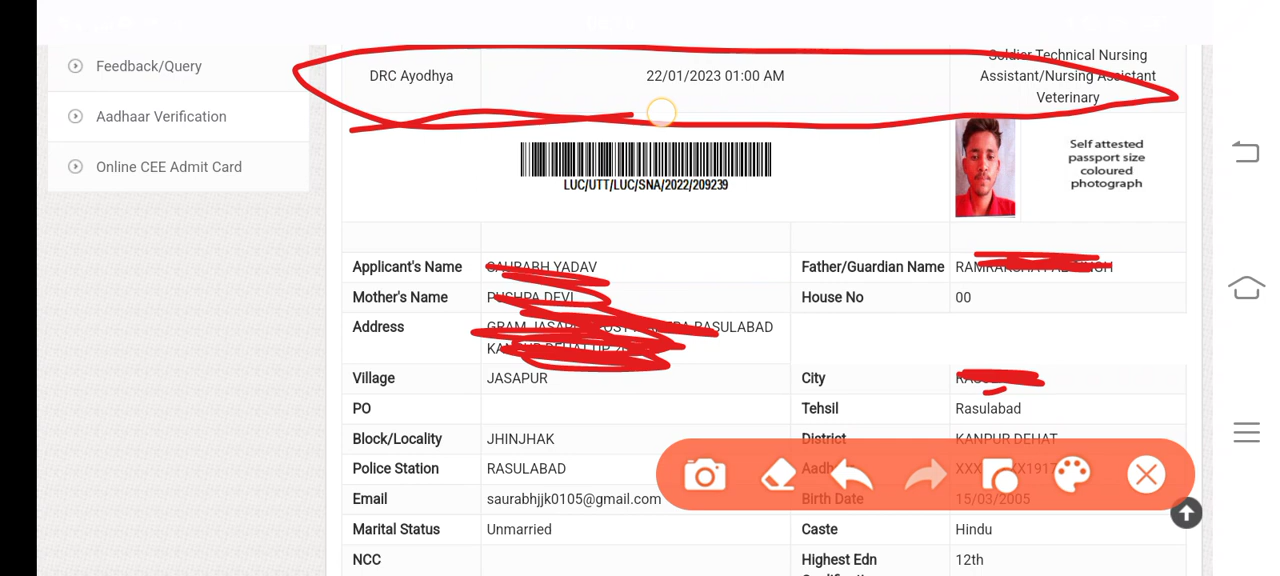 Feedback/Query
Aadhaar Verification
Online CEE Admit Card
DRC Ayodhya
22/01/2023 01:00 AM
Soldier Technical Nursing
Assistant/Nursing Assistant
Veterinary
LUC/UTT/LUC/SNA/2022/209239
Self attested
passport size
coloured
photograph
Applicant's Name
Father/Guardian Name
Mother's Name
House No 00
Address
Village JASAPUR
City
PO
Tehsil Rasulabad
Block/Locality JHINJHAK
District KANPUR DEHAT
Police Station RASULABAD
Email saurabhjjk0105@gmail.com
Birth Date 15/03/2005
Marital Status Unmarried
Caste Hindu
NCC
Highest Edn 12th